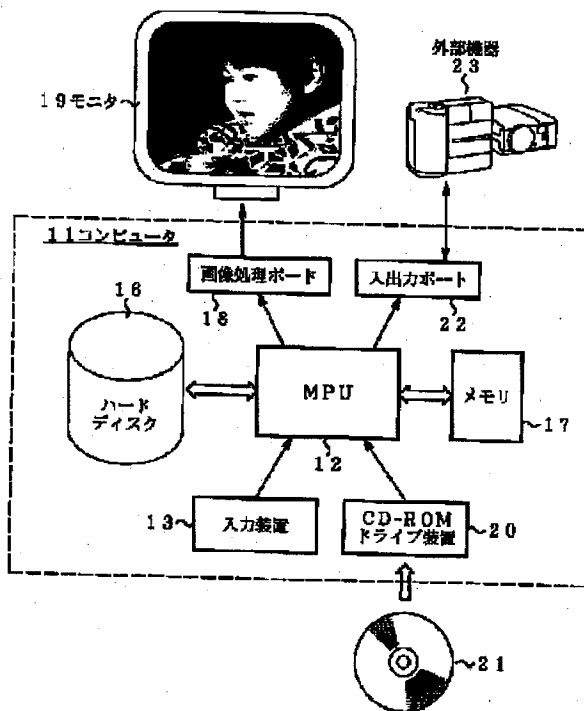 外部機器
23
19モニタ
11コンピュータ
画像処理ボード
18
入出力ポート
22
16
ハード
ディスク
MPU
12
メモリ
17
13
入力装置
CD-ROM
ドライブ装置
20
21